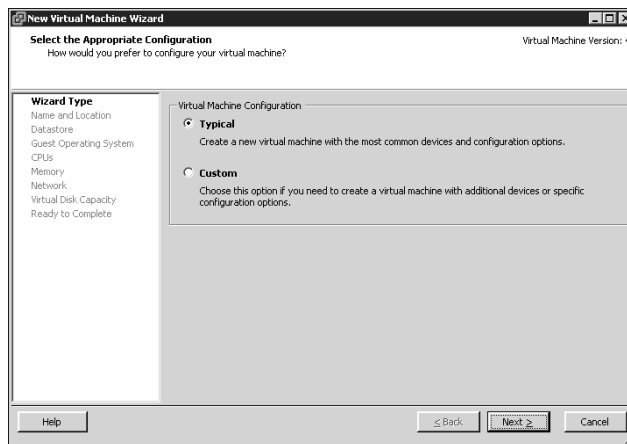 New Virtual Machine Wizard
Select the Appropriate Configuration
How would you prefer to configure your virtual machine?
Virtual Machine Version:
Wizard Type
Name and Location
Datastore
Guest Operating System
CPUs
Memory
Network
Virtual Disk Capacity
Ready to Complete
Virtual Machine Configuration
Typical
Create a new virtual machine with the most common devices and configuration options.
Custom
Choose this option if you need to create a virtual machine with additional devices or specific
configuration options.
Help
< Back
Next >
Cancel